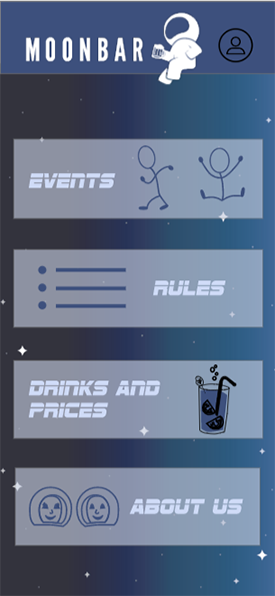 MOONBAR
EVENTS
RULES
DRINKS AND
PRICES
ABOUT US